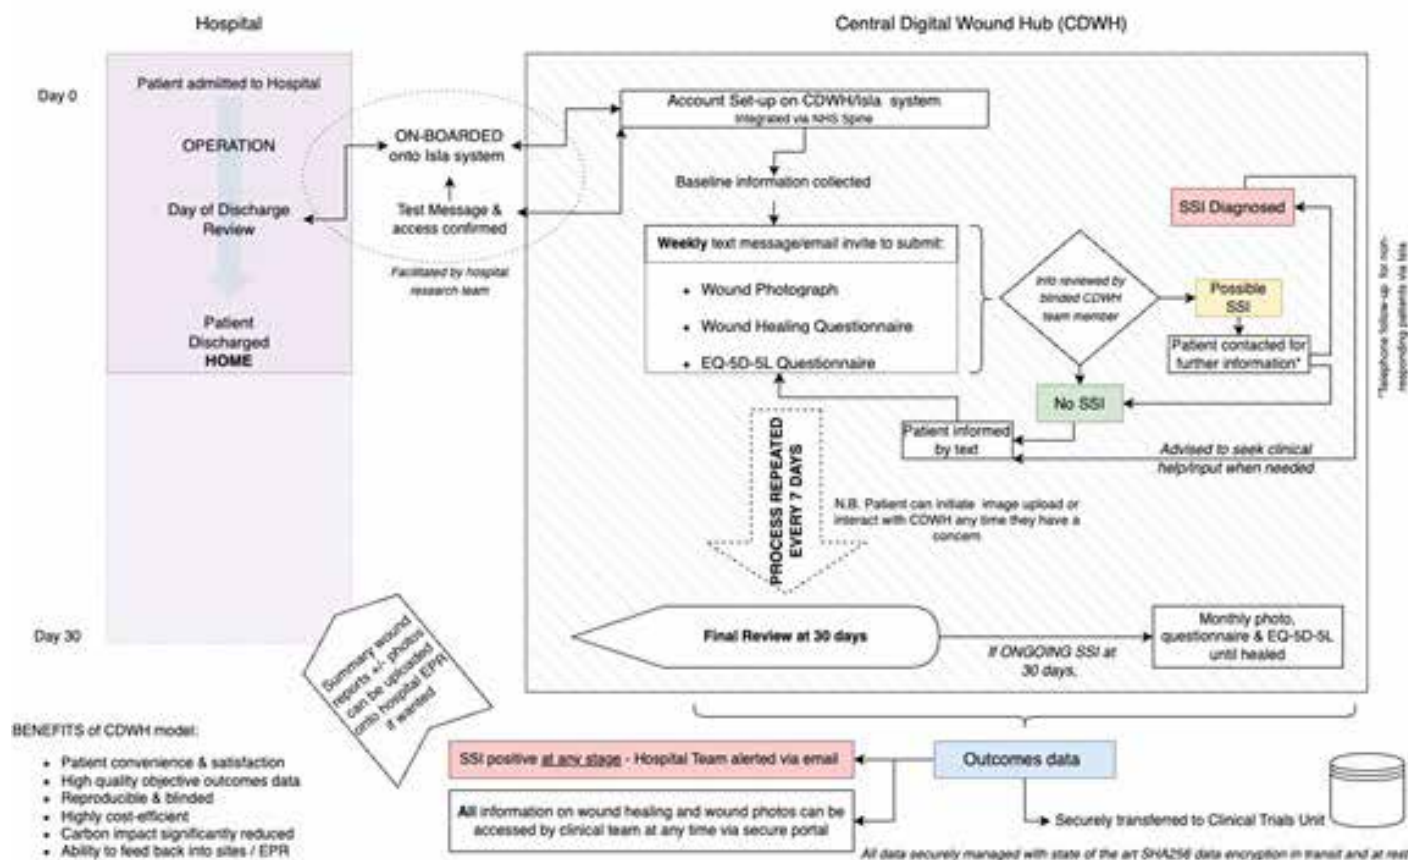 Hospital
Central Digital Wound Hub (CDWH)
Day 0
Patient admitted to Hospital
OPERATION
Day of Discharge
Review
Patient
Discharged
HOME
ON-BOARDED
onto Isla system
Test Message &
access confirmed
Facilitated by hospital
research team
Account Set-up on CDWH/Isla system
Integrated via NHS Spine
Baseline information collected
Weekly text message/email invite to submit:
• Wound Photograph
• Wound Healing Questionnaire
• EQ-5D-5L Questionnaire
Info reviewed by
blinded CDWH
team member
SSI Diagnosed
Possible
SSI
Patient contacted for
further information*
No SSI
Patient informed
by text
Advised to seek clinical
help/input when needed
*Telephone follow-up for non-
responding patients via Isla
PROCESS REPEATED
EVERY 7 DAYS
N.B. Patient can initiate image upload or
interact with CDWH any time they have a
concern
Day 30
Final Review at 30 days
If ONGOING SSI at
30 days,
Monthly photo,
questionnaire & EQ-5D-5L
until healed
Summary wound
reports +/- photos
can be uploaded
onto hospital EPR
if wanted
BENEFITS of CDWH model:
• Patient convenience & satisfaction
• High quality objective outcomes data
• Reproducible & blinded
• Highly cost-efficient
• Carbon impact significantly reduced
• Ability to feed back into sites / EPR
SSI positive at any stage - Hospital Team alerted via email
All information on wound healing and wound photos can be
accessed by clinical team at any time via secure portal
Outcomes data
Securely transferred to Clinical Trials Unit
All data securely managed with state of the art SHA256 data encryption in transit and at rest